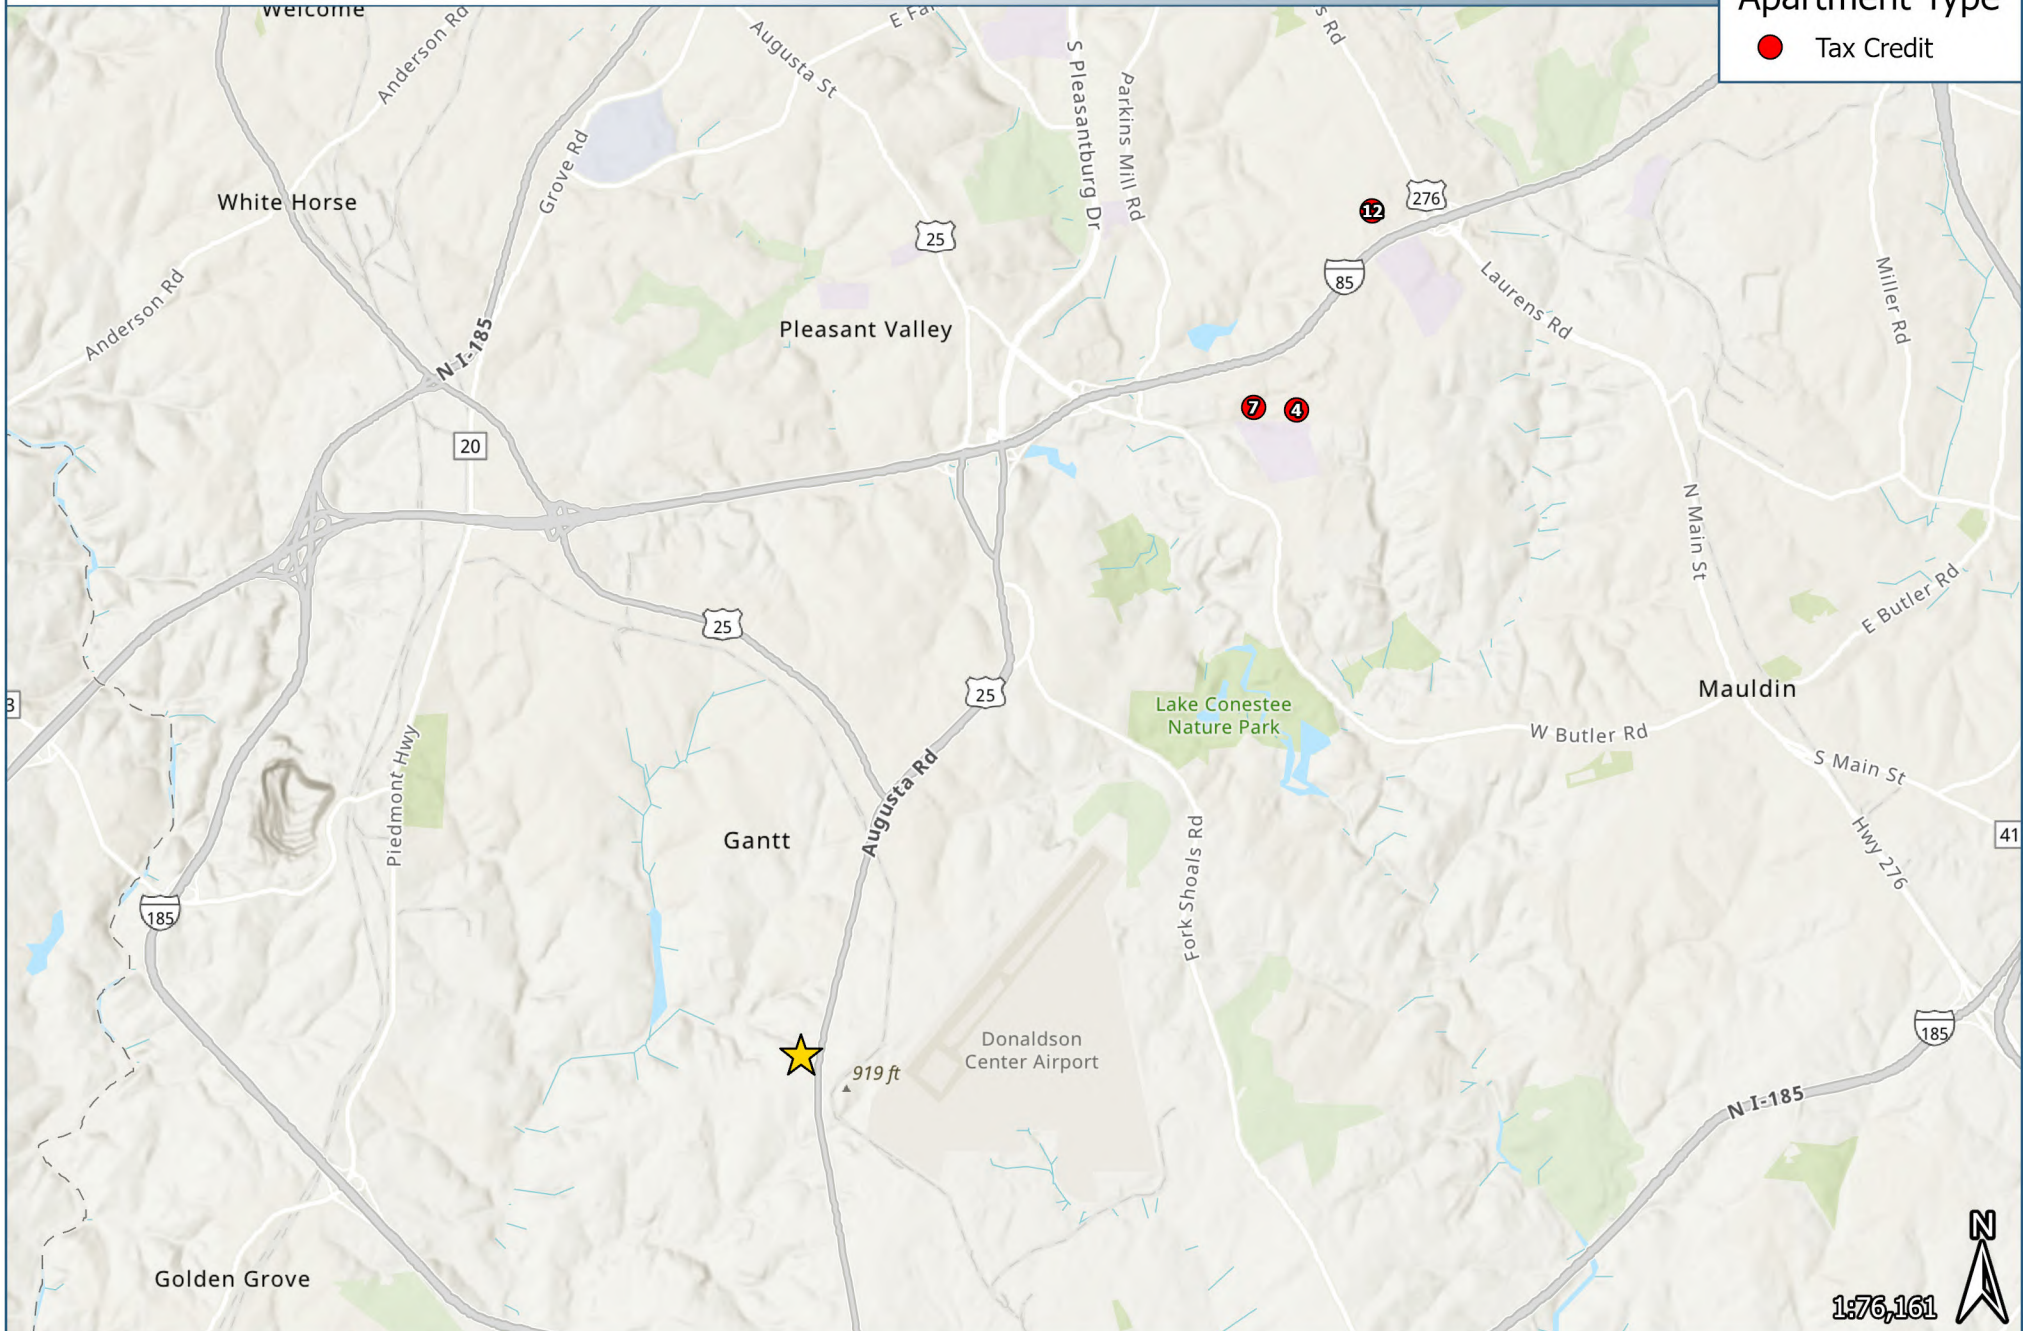 Welcome
Apartment Type
Tax Credit
Anderson Rd
Augusta St
S Pleasantburg Dr
Parkins Mill Rd
s Rd
Grove Rd
White Horse
276
12
25
Anderson Rd
85
Laurens Rd
Miller Rd
Pleasant Valley
N I-185
7
4
20
N Main St
E Butler Rd
25
25
Mauldin
Lake Conestee
Nature Park
W Butler Rd
S Main St
3
Piedmont Hwy
Augusta Rd
Gantt
Fork Shoals Rd
Hwy 276
41
185
Donaldson
Center Airport
919 ft
185
N I-185
Golden Grove
N
1:76,161